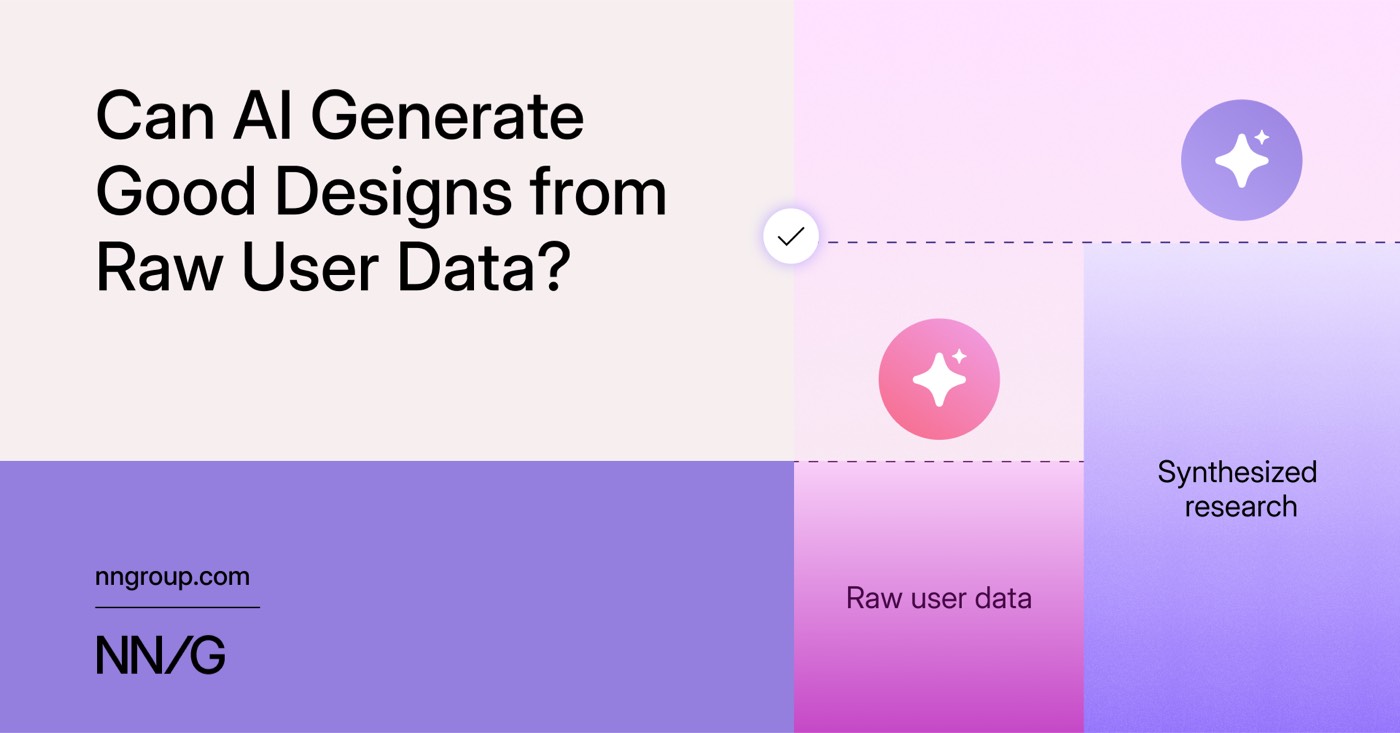 Can AI Generate
Good Designs from
Raw User Data?
nngroup.com
NN/G
Raw user data
Synthesized
research